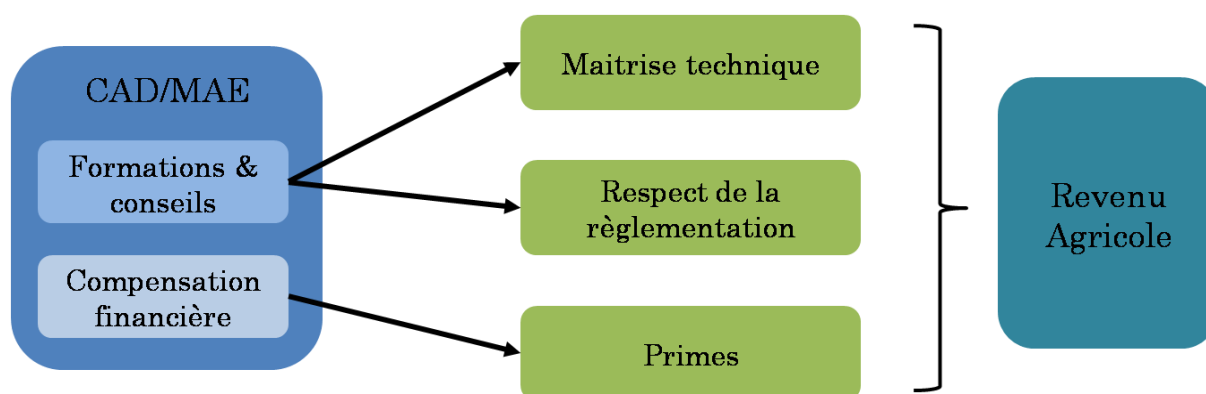 CAD/MAE
Formations &
conseils
Compensation
financière
Maitrise technique
Respect de la
règlementation
Primes
Revenu
Agricole